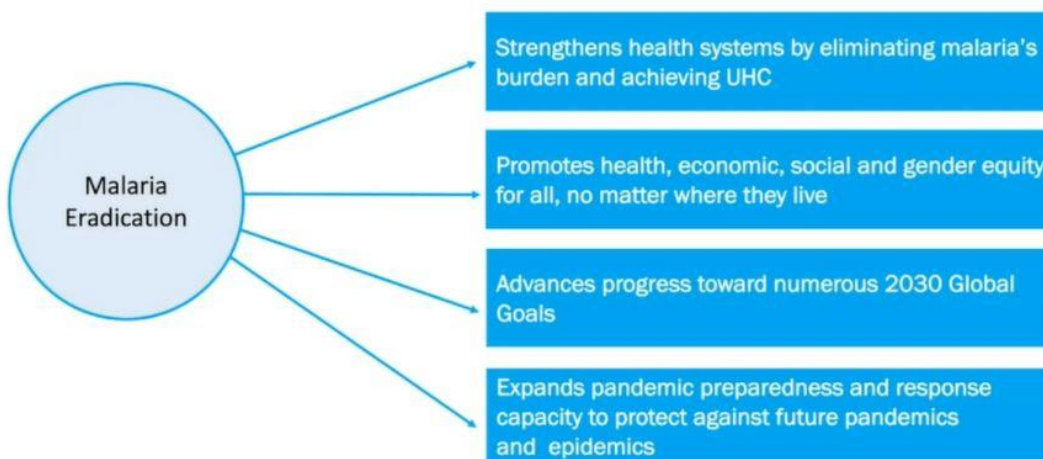 Malaria
Eradication
Strengthens health systems by eliminating malaria's
burden and achieving UHC
Promotes health, economic, social and gender equity
for all, no matter where they live
Advances progress toward numerous 2030 Global
Goals
Expands pandemic preparedness and response
capacity to protect against future pandemics
and epidemics